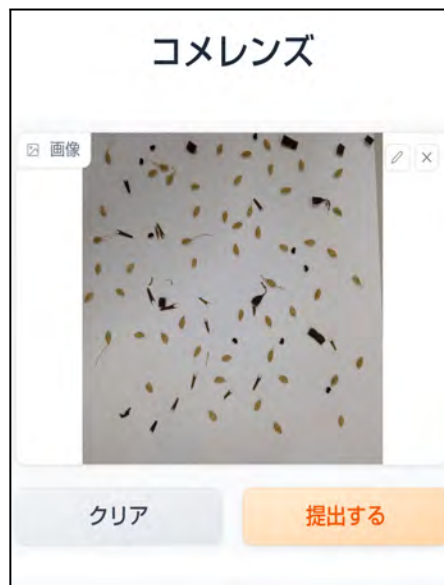 コメレンズ
画像
クリア
提出する